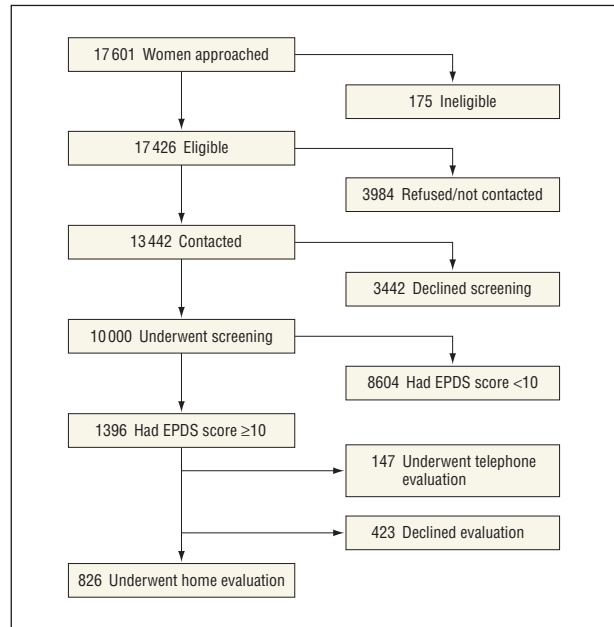 17 601 Women approached
175 Ineligible
17 426 Eligible
3984 Refused/not contacted
13 442 Contacted
3442 Declined screening
10 000 Underwent screening
8604 Had EPDS score <10
1396 Had EPDS score ≥10
147 Underwent telephone
evaluation
423 Declined evaluation
826 Underwent home evaluation